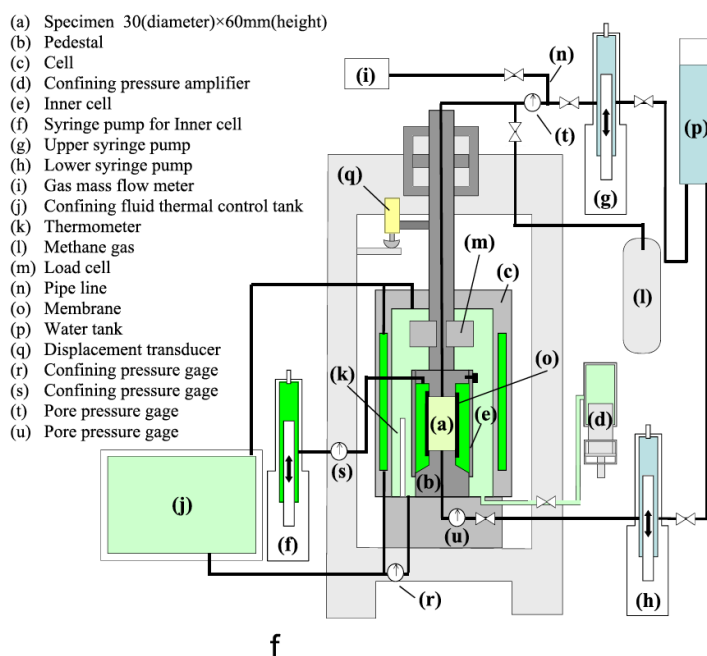 (a) Specimen 30(diameter)×60mm(height)
(b) Pedestal
(c) Cell
(d) Confining pressure amplifier
(e) Inner cell
(f) Syringe pump for Inner cell
(g) Upper syringe pump
(h) Lower syringe pump
(i) Gas mass flow meter
(j) Confining fluid thermal control tank
(k) Thermometer
(l) Methane gas
(m) Load cell
(n) Pipe line
(o) Membrane
(p) Water tank
(q) Displacement transducer
(r) Confining pressure gage
(s) Confining pressure gage
(t) Pore pressure gage
(u) Pore pressure gage
(n)
(i)
(t)
(p)
(q)
(g)
(m)
(c)
(l)
(o)
(k)
(d)
(a)
(e)
(s)
(b)
(j)
(u)
(f)
(r)
(h)
f